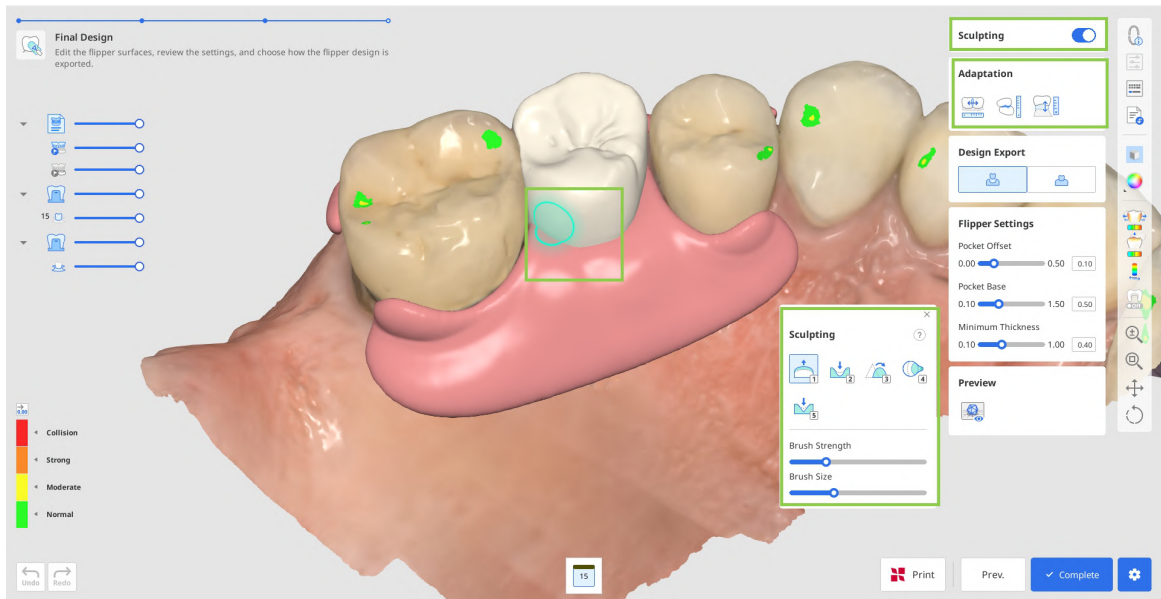 Final Design
Edit the flipper surfaces, review the settings, and choose how the flipper design is
exported.
15
0.00
Collision
Strong
Moderate
Normal
Undo
Redo
15
Sculpting
Adaptation
Design Export
Flipper Settings
Pocket Offset
0.00
0.50
0.10
Pocket Base
0.10
1.50
0.50
Minimum Thickness
0.10
1.00
0.40
Preview
Sculpting
?
1
2
3
4
5
Brush Strength
Brush Size
Print
Prev.
Complete